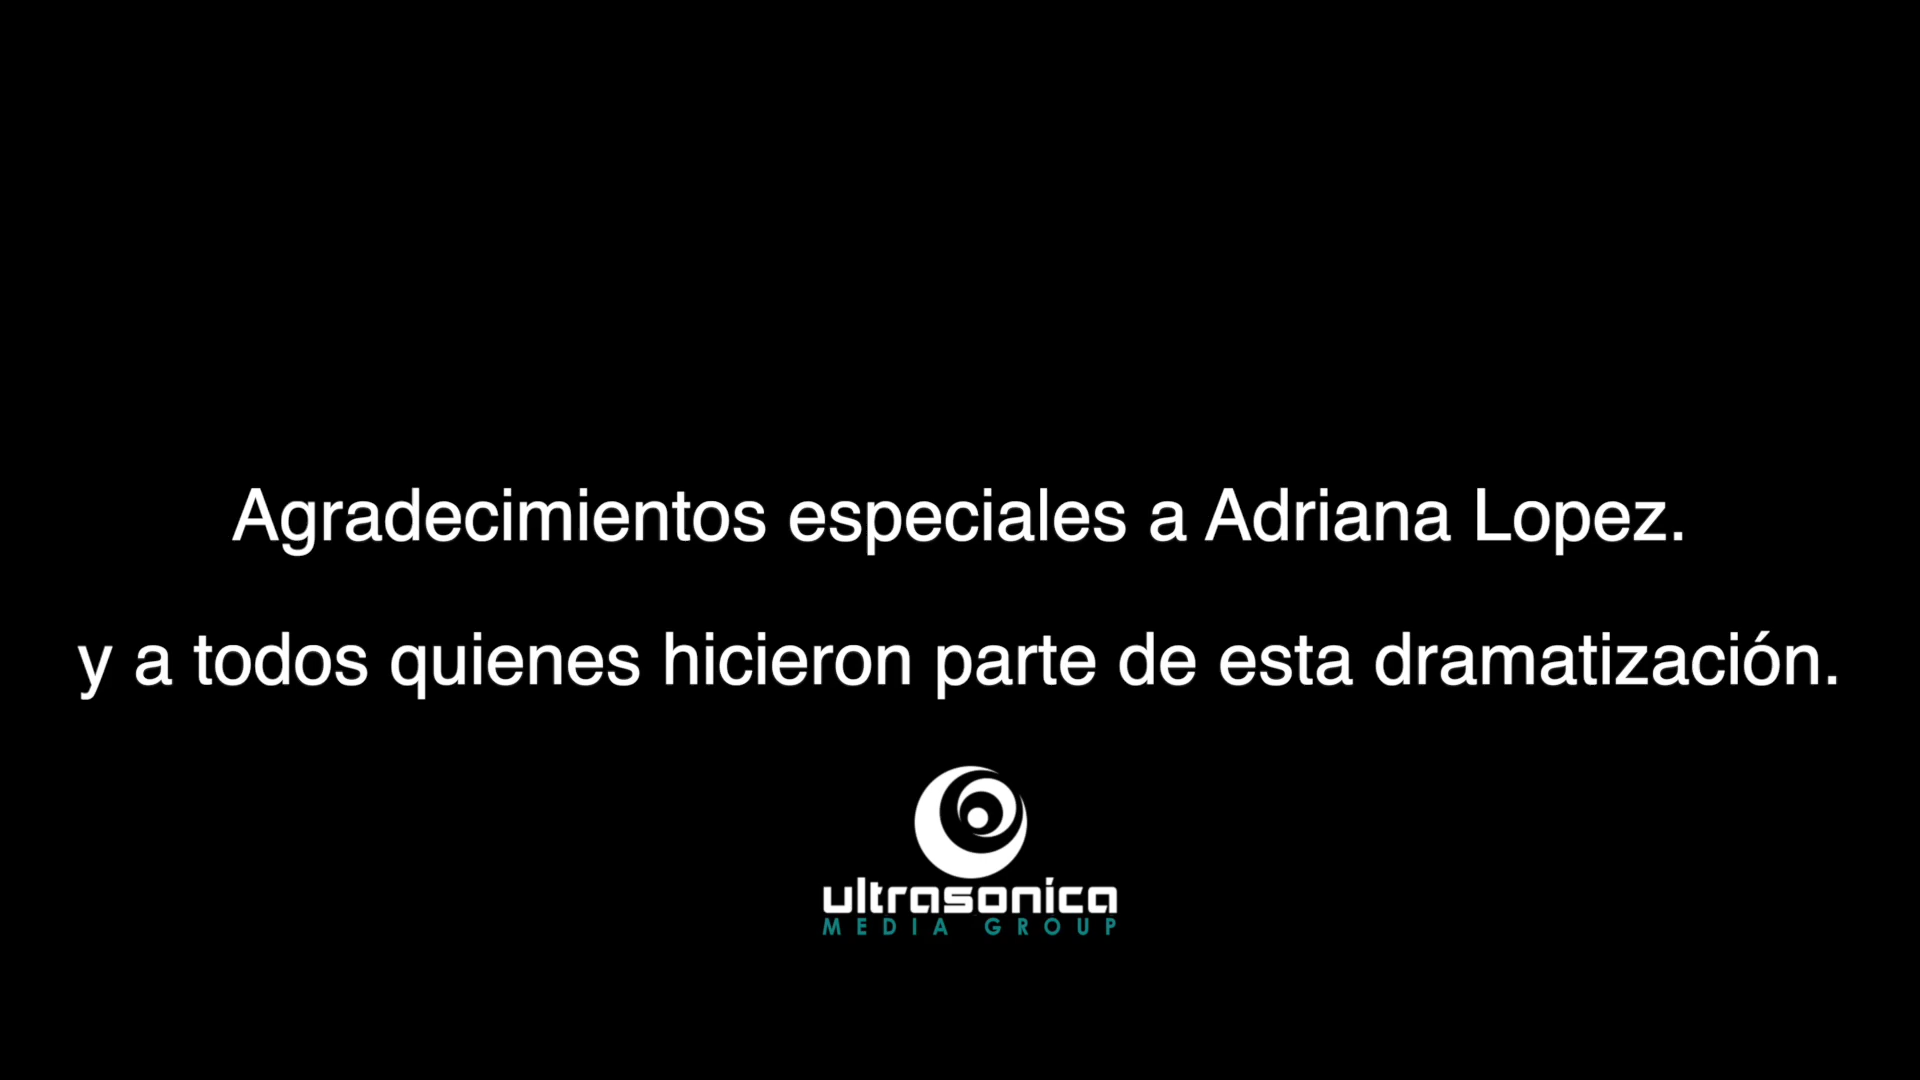 Agradecimientos especiales a Adriana Lopez.
y a todos quienes hicieron parte de esta dramatización.
ultrasonica
MEDIA GROUP